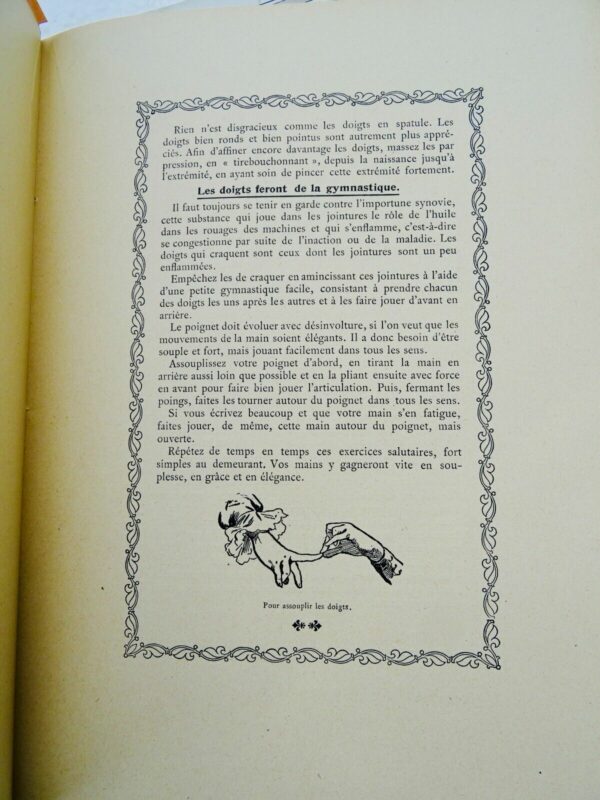 Rien n'est disgracieux comme les doigts en spatule. Les
doigts bien ronds et bien pointus sont autrement plus appré-
ciés. Afin d'affiner encore davantage les doigts, massez les par
pression, en « tirebouchonnant », depuis la naissance jusqu'à
l'extrémité, en ayant soin de pincer cette extrémité fortement.
Les doigts feront de la gymnastique.
Il faut toujours se tenir en garde contre l'importune synovie,
cette substance qui joue dans les jointures le rôle de l'huile
dans les rouages des machines et qui s'enflamme, c'est-à-dire
se congestionne par suite de l'inaction ou de la maladie. Les
doigts qui craquent sont ceux dont les jointures sont un peu
enflammées.
Empêchez les de craquer en amincissant ces jointures à l'aide
d'une petite gymnastique facile, consistant à prendre chacun
des doigts les uns après les autres et à les faire jouer d'avant en
arrière.
Le poignet doit évoluer avec désinvolture, si l'on veut que les
mouvements de la main soient élégants. Il a donc besoin d'être
souple et fort, mais jouant facilement dans tous les sens.
Assouplissez votre poignet d'abord, en tirant la main en
arrière aussi loin que possible et en la pliant ensuite avec force
en avant pour faire bien jouer l'articulation. Puis, fermant les
poings, faites les tourner autour du poignet dans tous les sens.
Si vous écrivez beaucoup et que votre main s'en fatigue,
faites jouer, de même, cette main autour du poignet, mais
ouverte.
Répétez de temps en temps ces exercices salutaires, fort
simples au demeurant. Vos mains y gagneront vite en sou-
plesse, en grâce et en élégance.
Pour assouplir les doigts.